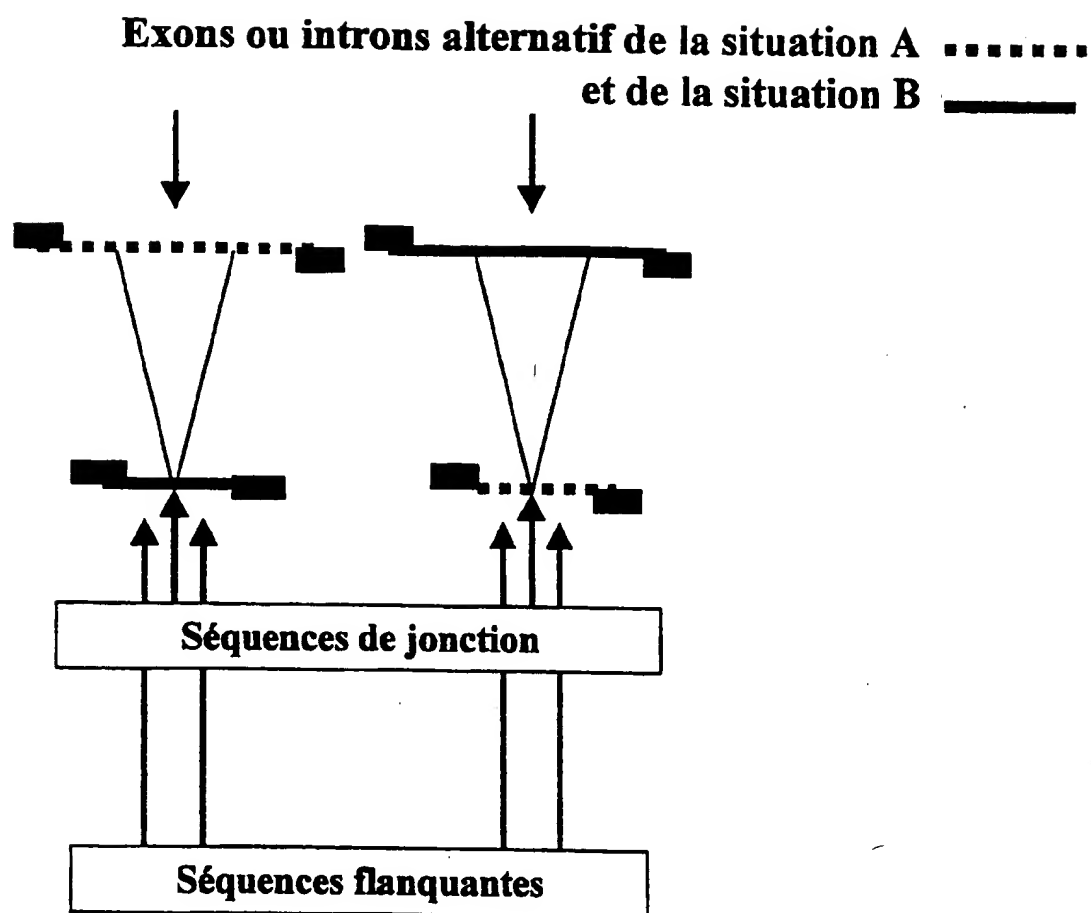 Exons ou introns alternatif de la situation A
et de la situation B
Séquences de jonction
Séquences flanquantes